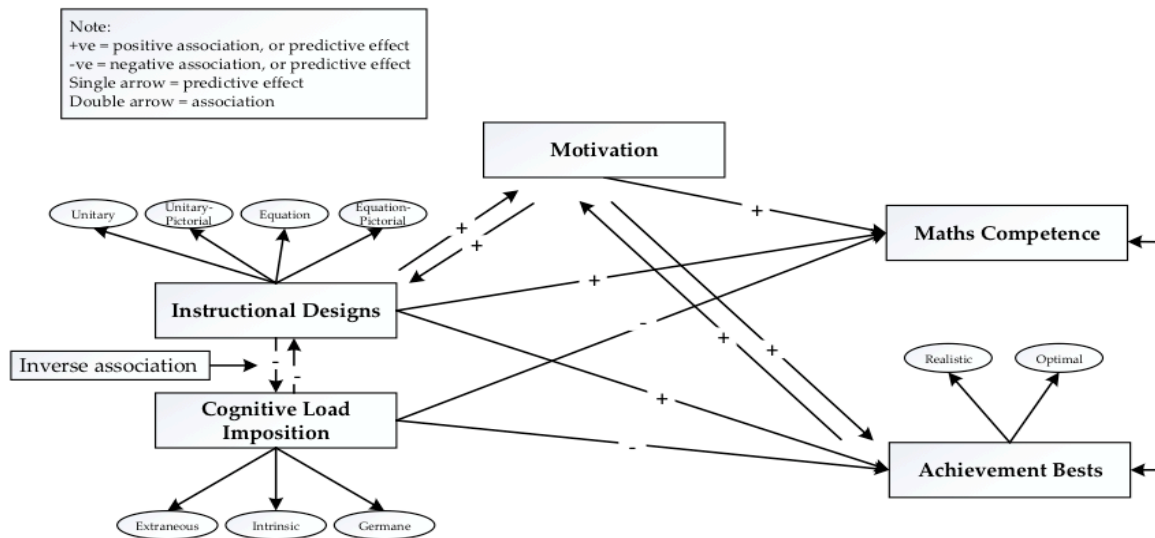 Note:
+ve = positive association, or predictive effect
-ve = negative association, or predictive effect
Single arrow = predictive effect
Double arrow = association
Motivation
Unitary
Unitary-
Pictorial
Equation
Equation-
Pictorial
+
+
+
Maths Competence
Instructional Designs
+
-
Inverse association
-
-
+
+
Realistic
Optimal
Cognitive Load
Imposition
+
-
Achievement Bests
Extraneous
Intrinsic
Germane